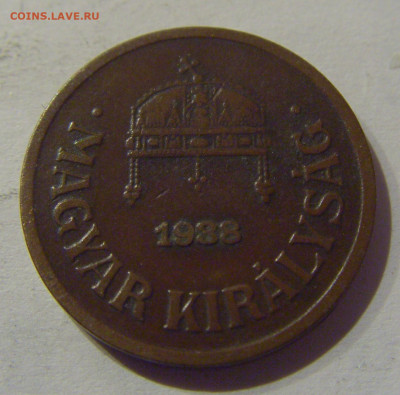 COINS.LAVE.RU
· MAGYAR KIRÁLYSÁG ·
1938